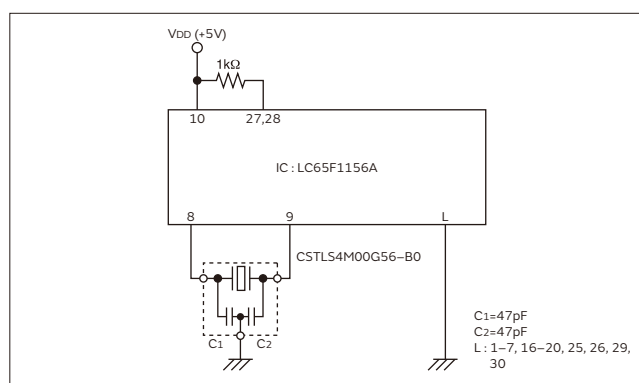 VDD (+5V)
1kΩ
10
27,28
IC : LC65F1156A
8
9
L
CSTLS4M00G56–B0
C1
C2
C1=47pF
C2=47pF
L : 1–7, 16–20, 25, 26, 29,
30